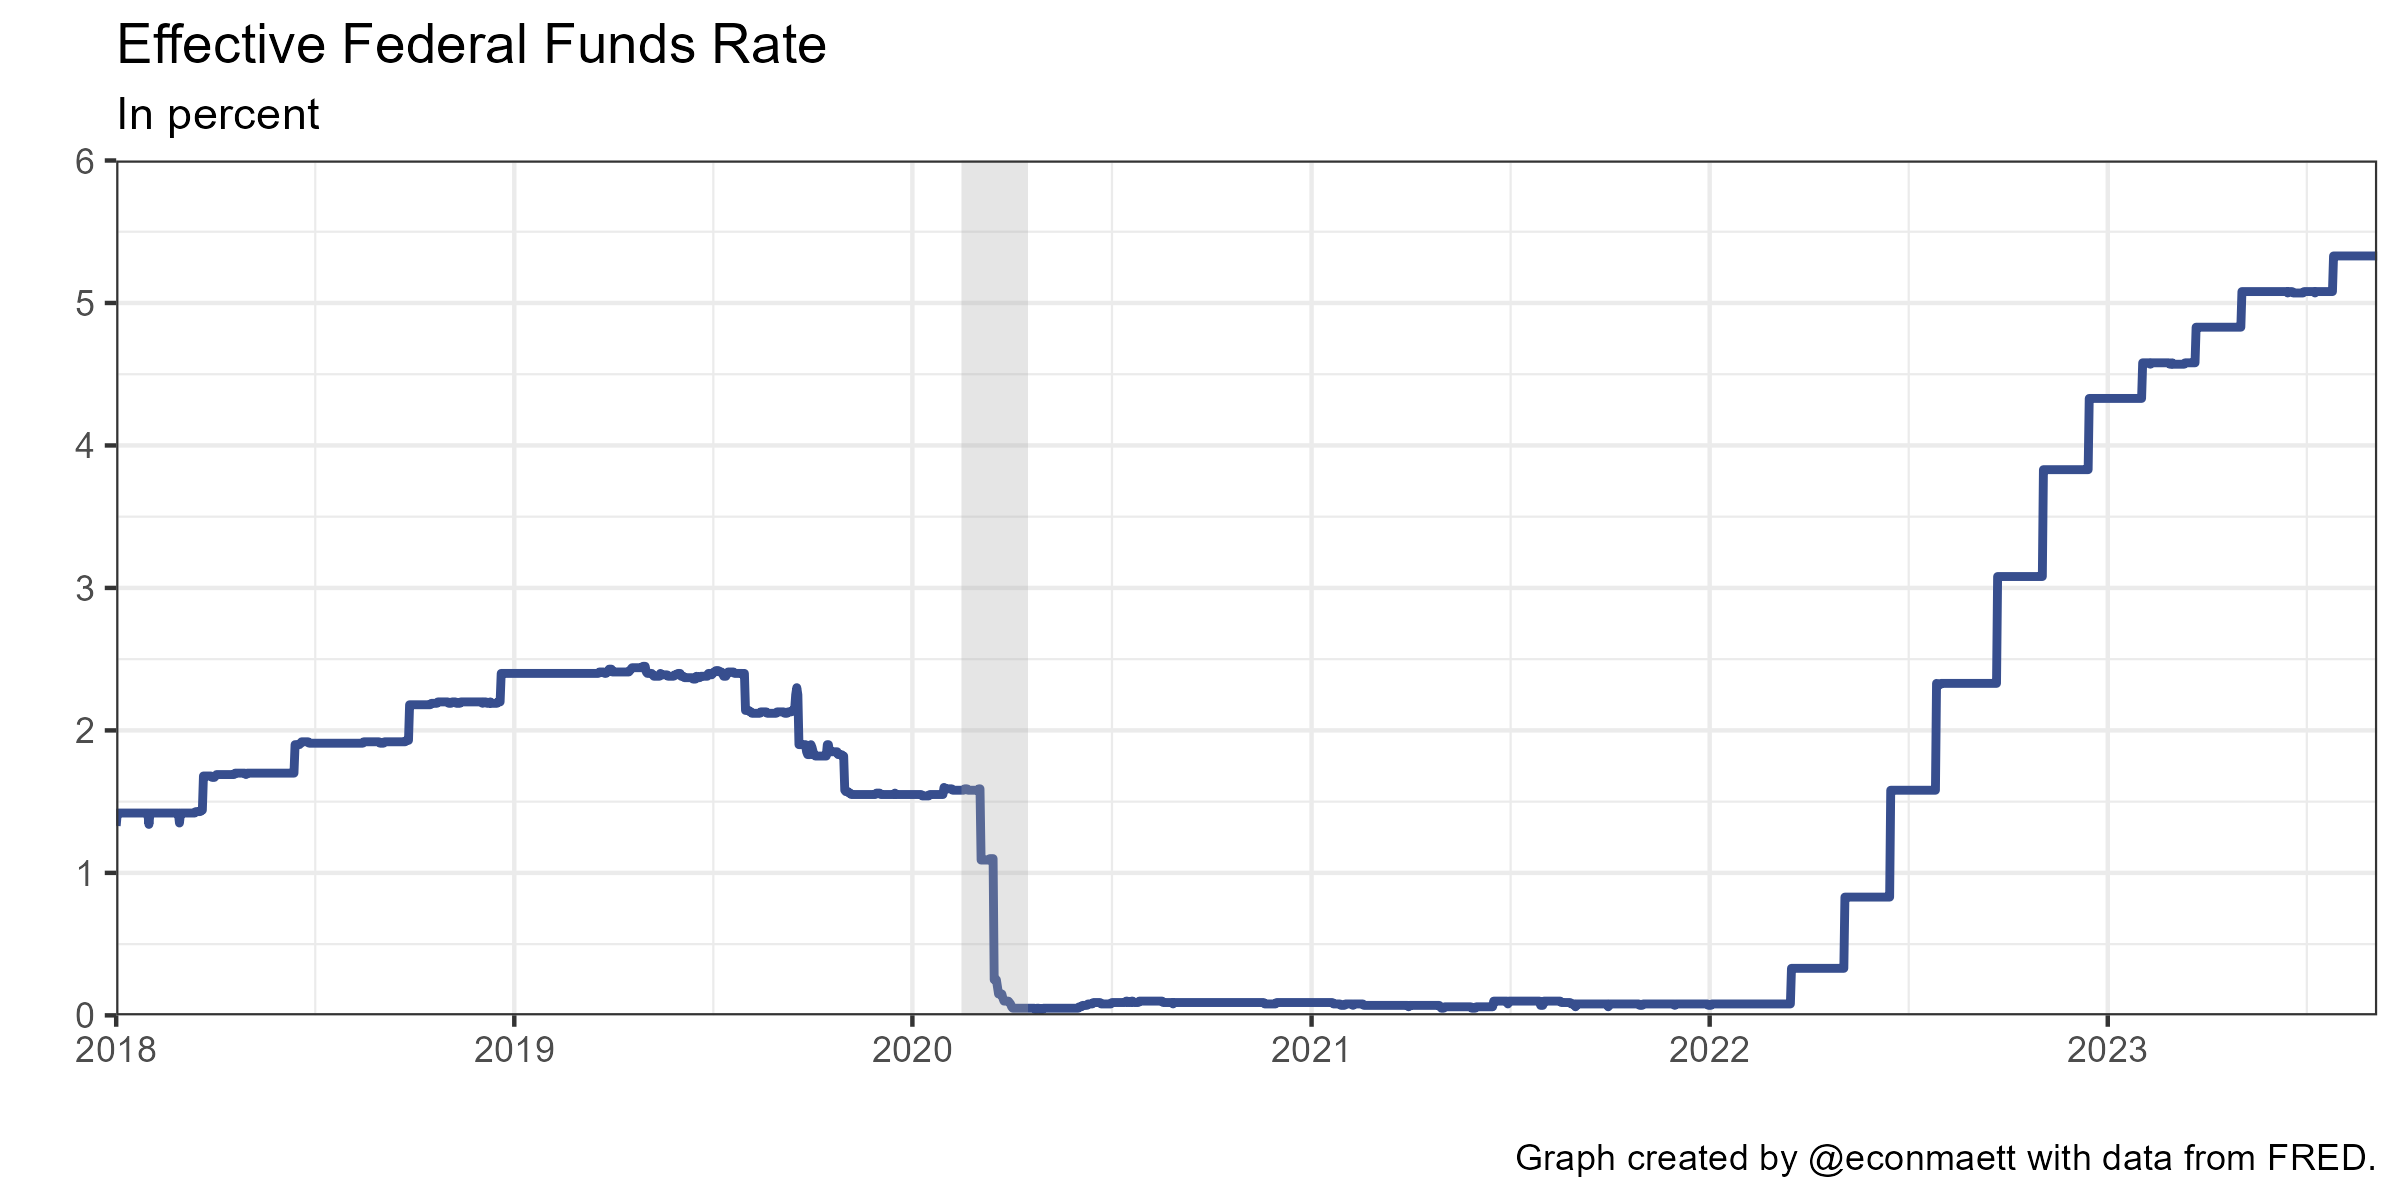 Effective Federal Funds Rate
In percent
6
5
4
3
2
1
0
2018 2019 2020 2021 2022 2023
Graph created by @econmaett with data from FRED.